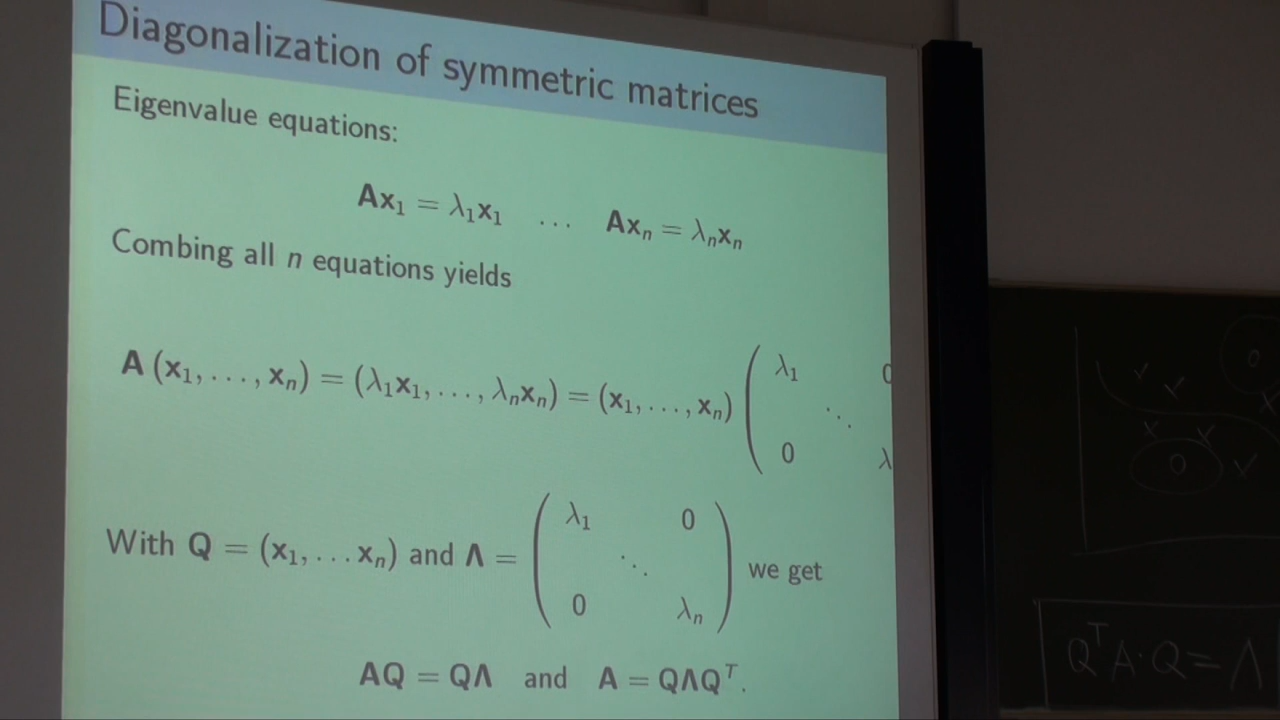 Diagonalization of symmetric matrices
Eigenvalue equations:
Ax₁ = λ₁x₁ … Axₙ = λₙxₙ
Combing all n equations yields
A (x₁, …, xₙ) = (λ₁x₁, …, λₙxₙ) = (x₁, …, xₙ) ( λ₁ 0
⋱
0 λ
With Q = (x₁, … xₙ) and Λ = ( λ₁ 0
⋱
0 λₙ ) we get
AQ = QΛ and A = QΛQᵀ.
QᵀA·Q = Λ